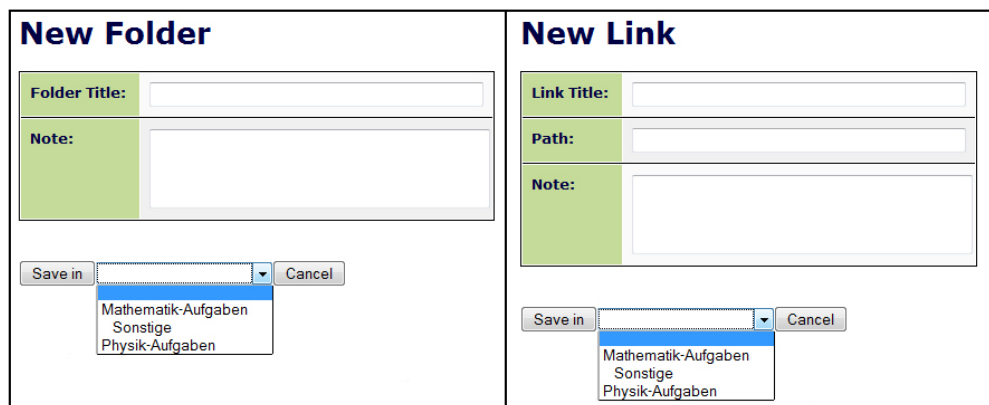 New Folder
Folder Title:
Note:
Save in
Cancel
Mathematik-Aufgaben
Sonstige
Physik-Aufgaben
New Link
Link Title:
Path:
Note:
Save in
Cancel
Mathematik-Aufgaben
Sonstige
Physik-Aufgaben